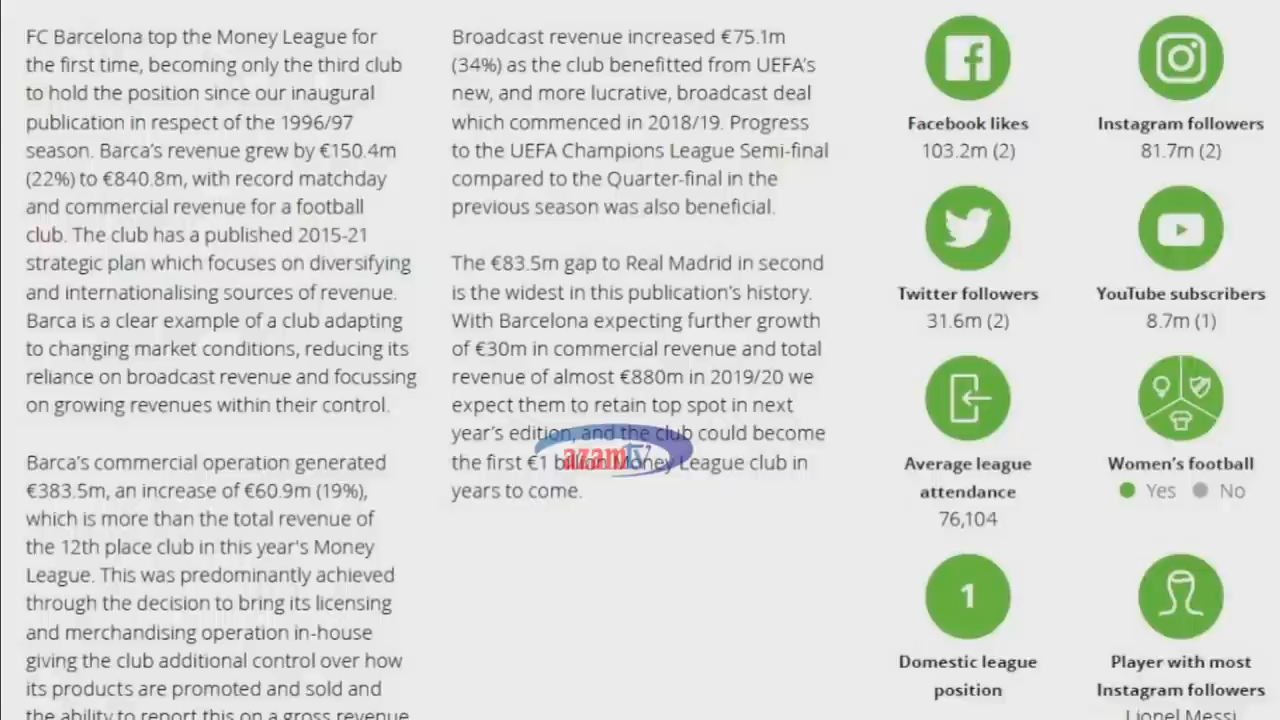 FC Barcelona top the Money League for
the first time, becoming only the third club
to hold the position since our inaugural
publication in respect of the 1996/97
season. Barca's revenue grew by €150.4m
(22%) to €840.8m, with record matchday
and commercial revenue for a football
club. The club has a published 2015-21
strategic plan which focuses on diversifying
and internationalising sources of revenue.
Barca is a clear example of a club adapting
to changing market conditions, reducing its
reliance on broadcast revenue and focussing
on growing revenues within their control.
Barca's commercial operation generated
€383.5m, an increase of €60.9m (19%),
which is more than the total revenue of
the 12th place club in this year's Money
League. This was predominantly achieved
through the decision to bring its licensing
and merchandising operation in-house
giving the club additional control over how
its products are promoted and sold and
the ability to report this on a gross revenue
Broadcast revenue increased €75.1m
(34%) as the club benefitted from UEFA's
new, and more lucrative, broadcast deal
which commenced in 2018/19. Progress
to the UEFA Champions League Semi-final
compared to the Quarter-final in the
previous season was also beneficial.
The €83.5m gap to Real Madrid in second
is the widest in this publication's history.
With Barcelona expecting further growth
of €30m in commercial revenue and total
revenue of almost €880m in 2019/20 we
expect them to retain top spot in next
year's edition, and the club could become
the first €1 billion Money League club in
years to come.
azamtv
Facebook likes
103.2m (2)
Instagram followers
81.7m (2)
Twitter followers
31.6m (2)
YouTube subscribers
8.7m (1)
Average league
attendance
76,104
Women's football
Yes No
1
Domestic league
position
Player with most
Instagram followers
Lionel Messi